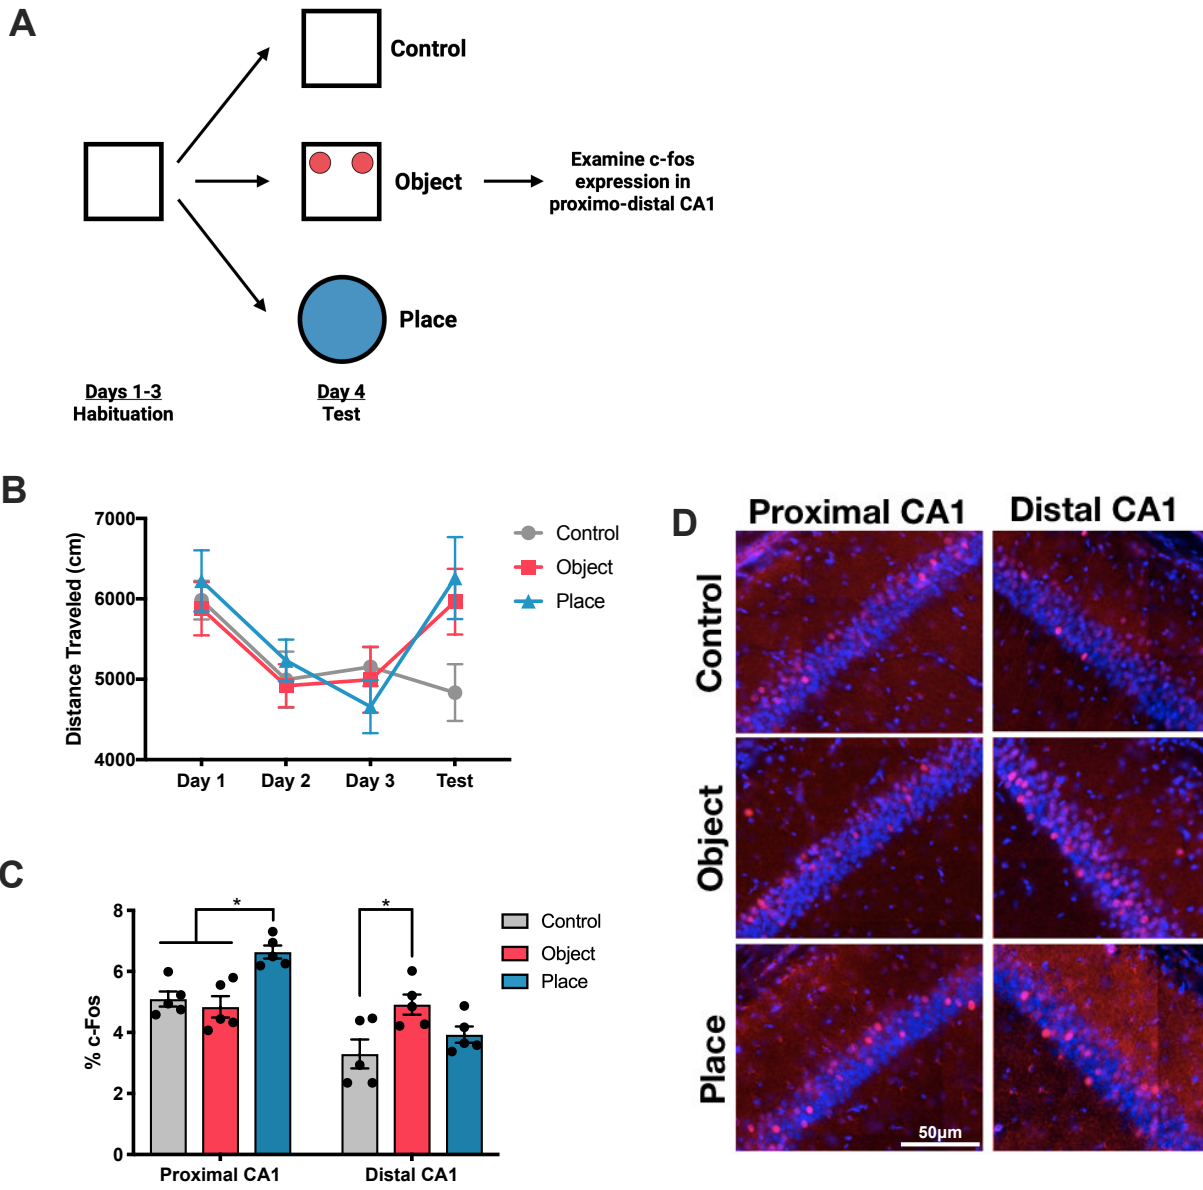 A
Control
Object
Examine c-fos
expression in
proximo-distal CA1
Place
Days 1-3
Habituation
Day 4
Test
B
Distance Traveled (cm)
7000
6000
5000
4000
Day 1
Day 2
Day 3
Test
Control
Object
Place
C
% c-Fos
8
6
4
2
0
*
*
Proximal CA1
Distal CA1
Control
Object
Place
D
Proximal CA1
Distal CA1
Control
Object
Place
50µm